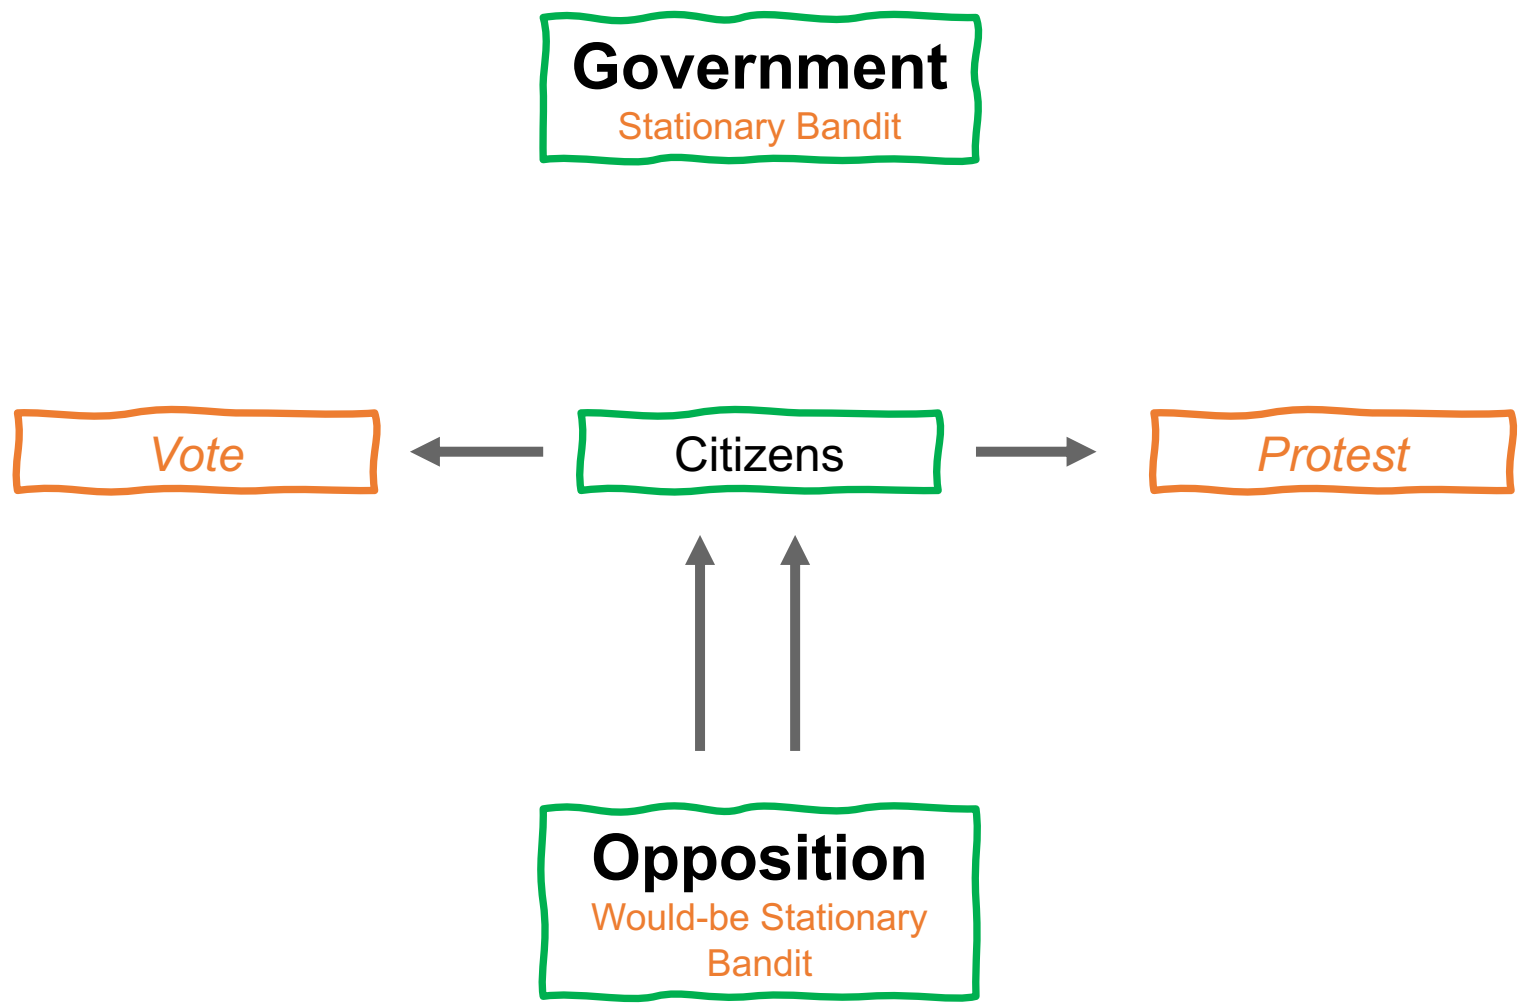 Government
Stationary Bandit
Vote
Citizens
Protest
Opposition
Would-be Stationary
Bandit